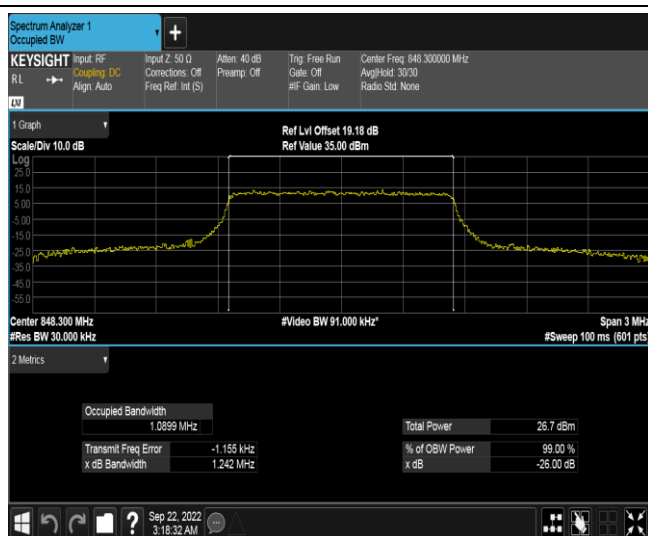 Spectrum Analyzer 1
Occupied BW
+
KEYSIGHT Input: RF Input Z: 50 Ω Atten: 40 dB Trig: Free Run Center Freq: 848.300000 MHz
RL Coupling: DC Corrections: Off Preamp: Off Gate: Off Avg|Hold: 30/30
Align: Auto Freq Ref: Int (S) #IF Gain: Low Radio Std: None
LXI
1 Graph
Ref Lvl Offset 19.18 dB
Scale/Div 10.0 dB Ref Value 35.00 dBm
Log
25.0
15.0
5.00
-5.00
-15.0
-25.0
-35.0
-45.0
-55.0
Center 848.300 MHz #Video BW 91.000 kHz* Span 3 MHz
#Res BW 30.000 kHz #Sweep 100 ms (601 pts)
2 Metrics
Occupied Bandwidth
1.0899 MHz Total Power 26.7 dBm
Transmit Freq Error -1.155 kHz % of OBW Power 99.00 %
x dB Bandwidth 1.242 MHz x dB -26.00 dB
? Sep 22, 2022
3:18:32 AM